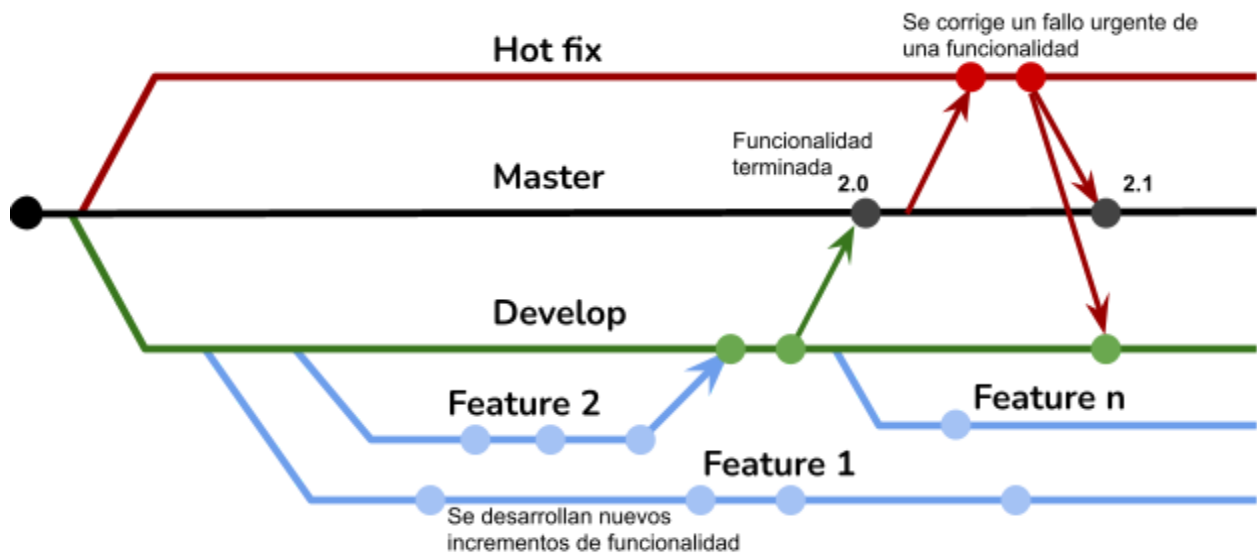 Se corrige un fallo urgente de
una funcionalidad
Hot fix
Funcionalidad
terminada
2.0
Master
2.1
Develop
Feature 2
Feature n
Feature 1
Se desarrollan nuevos
incrementos de funcionalidad